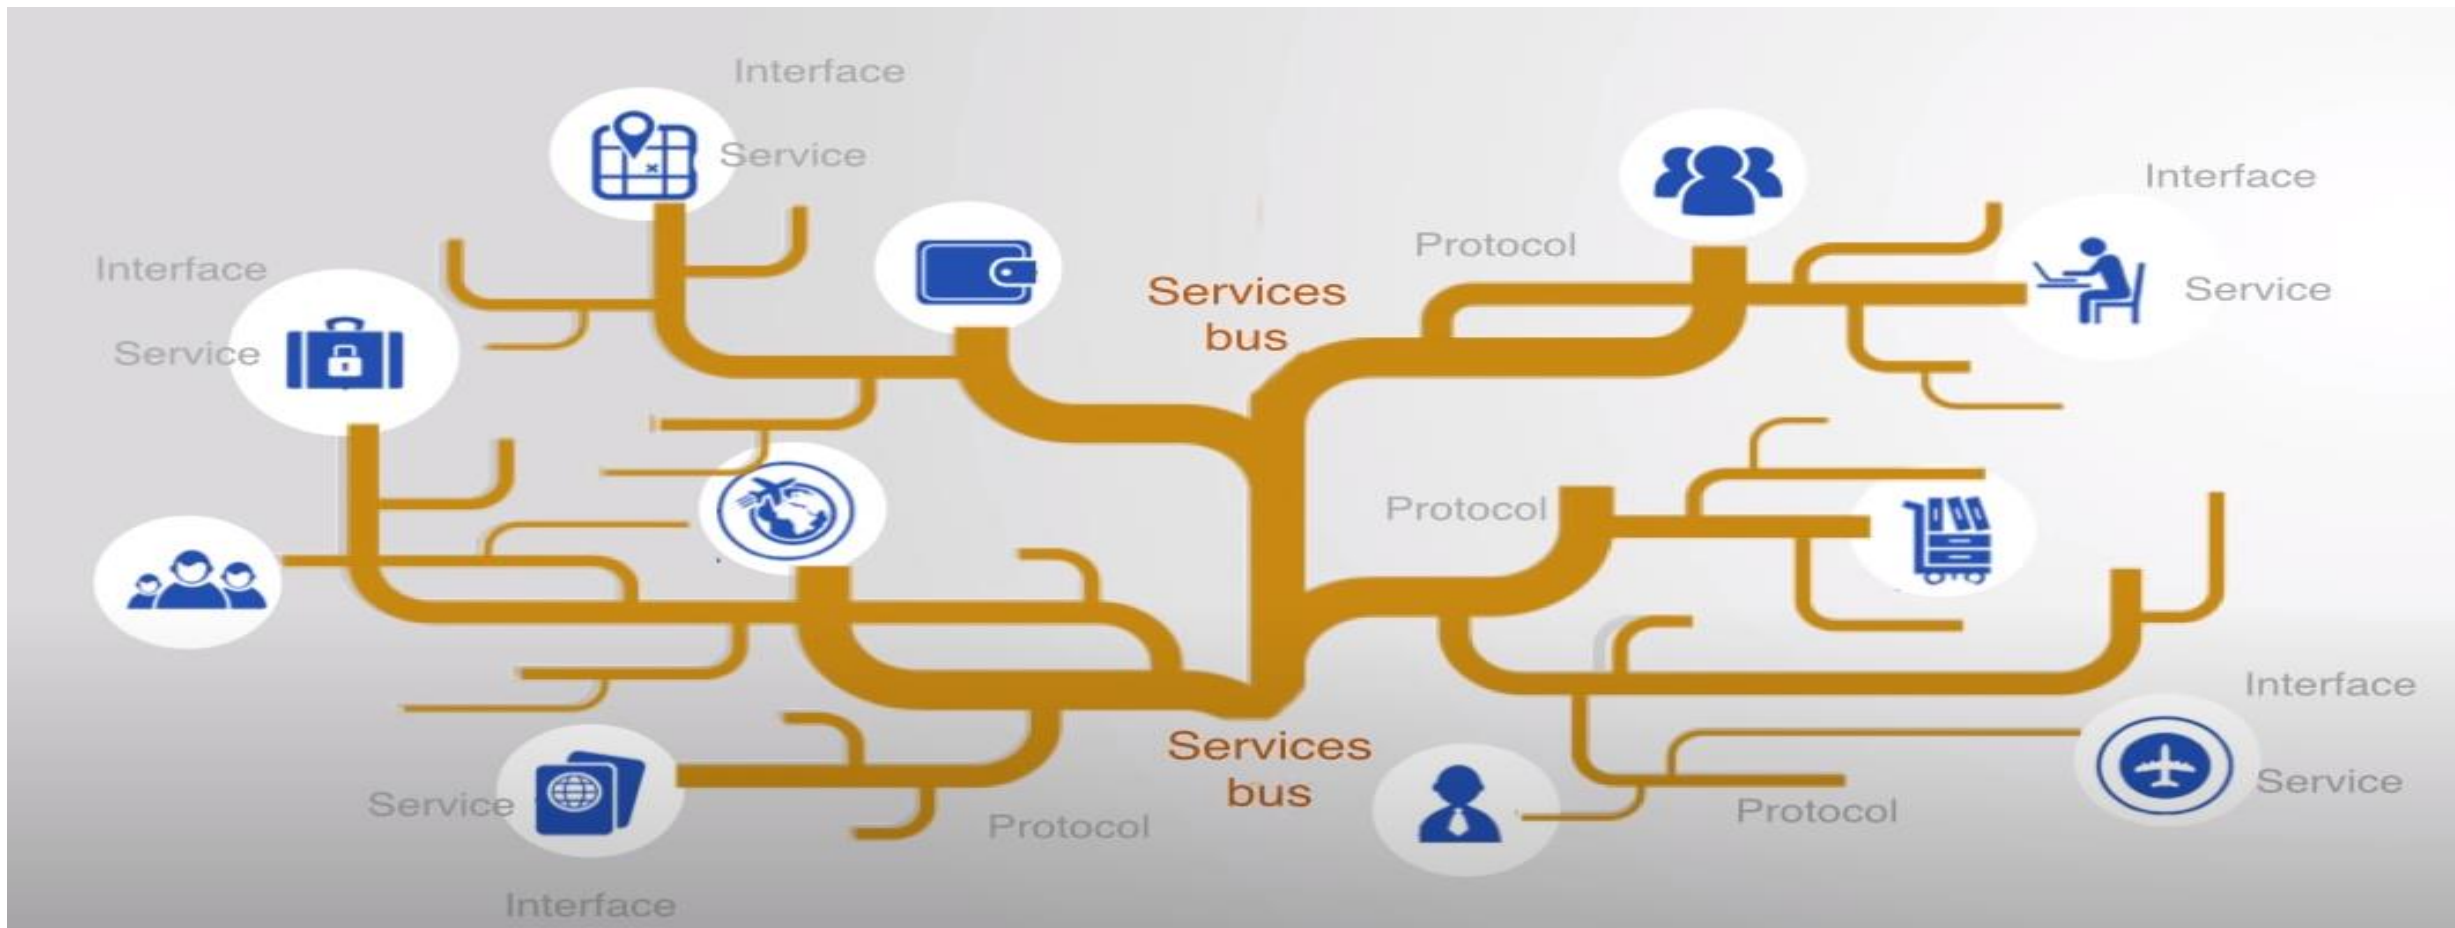 Interface
Service
Interface
Service
Services
bus
Protocol
Interface
Service
Protocol
Services
bus
Service
Interface
Protocol
Protocol
Interface
Service